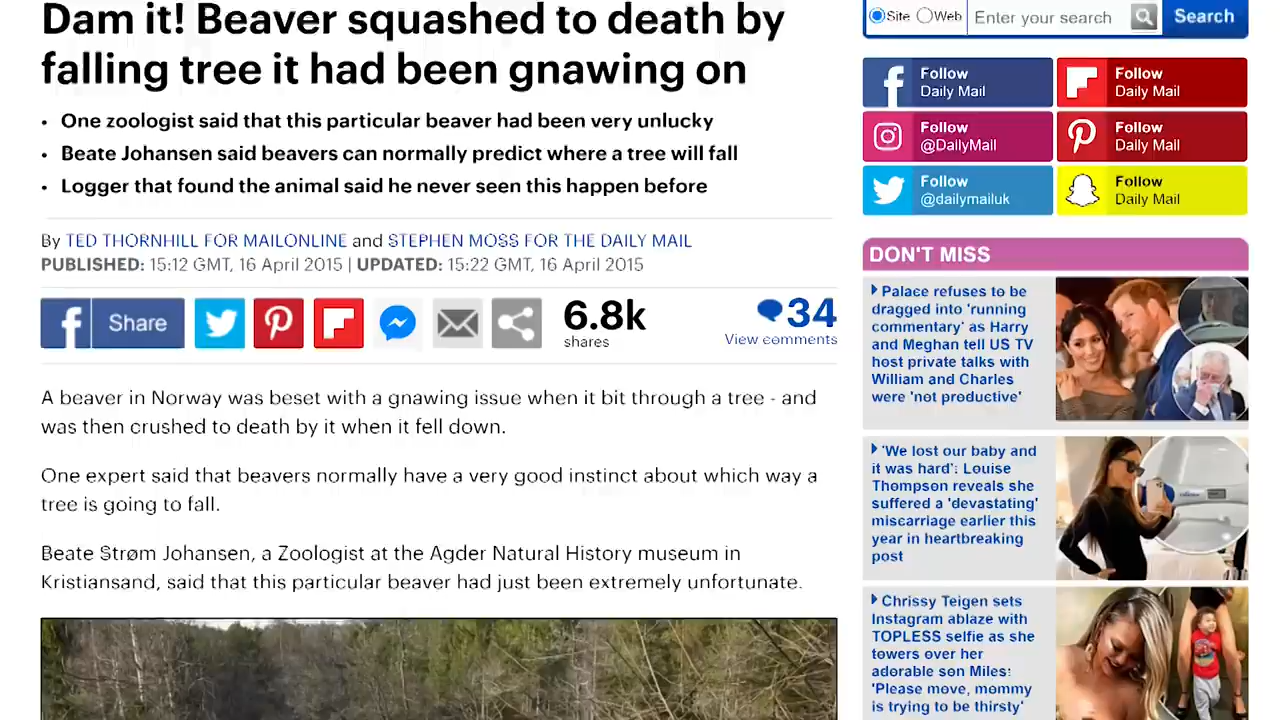 Dam it! Beaver squashed to death by
falling tree it had been gnawing on
• One zoologist said that this particular beaver had been very unlucky
• Beate Johansen said beavers can normally predict where a tree will fall
• Logger that found the animal said he never seen this happen before
By TED THORNHILL FOR MAILONLINE and STEPHEN MOSS FOR THE DAILY MAIL
PUBLISHED: 15:12 GMT, 16 April 2015 | UPDATED: 15:22 GMT, 16 April 2015
Share
6.8k
shares
34
View comments
A beaver in Norway was beset with a gnawing issue when it bit through a tree - and
was then crushed to death by it when it fell down.
One expert said that beavers normally have a very good instinct about which way a
tree is going to fall.
Beate Strøm Johansen, a Zoologist at the Agder Natural History museum in
Kristiansand, said that this particular beaver had just been extremely unfortunate.
Site Web Enter your search Search
Follow
Daily Mail
Follow
Daily Mail
Follow
@DailyMail
Follow
Daily Mail
Follow
@dailymailuk
Follow
Daily Mail
DON'T MISS
Palace refuses to be
dragged into 'running
commentary' as Harry
and Meghan tell US TV
host private talks with
William and Charles
were 'not productive'
'We lost our baby and
it was hard': Louise
Thompson reveals she
suffered a 'devastating'
miscarriage earlier this
year in heartbreaking
post
Chrissy Teigen sets
Instagram ablaze with
TOPLESS selfie as she
towers over her
adorable son Miles:
'Please move, mommy
is trying to be thirsty'